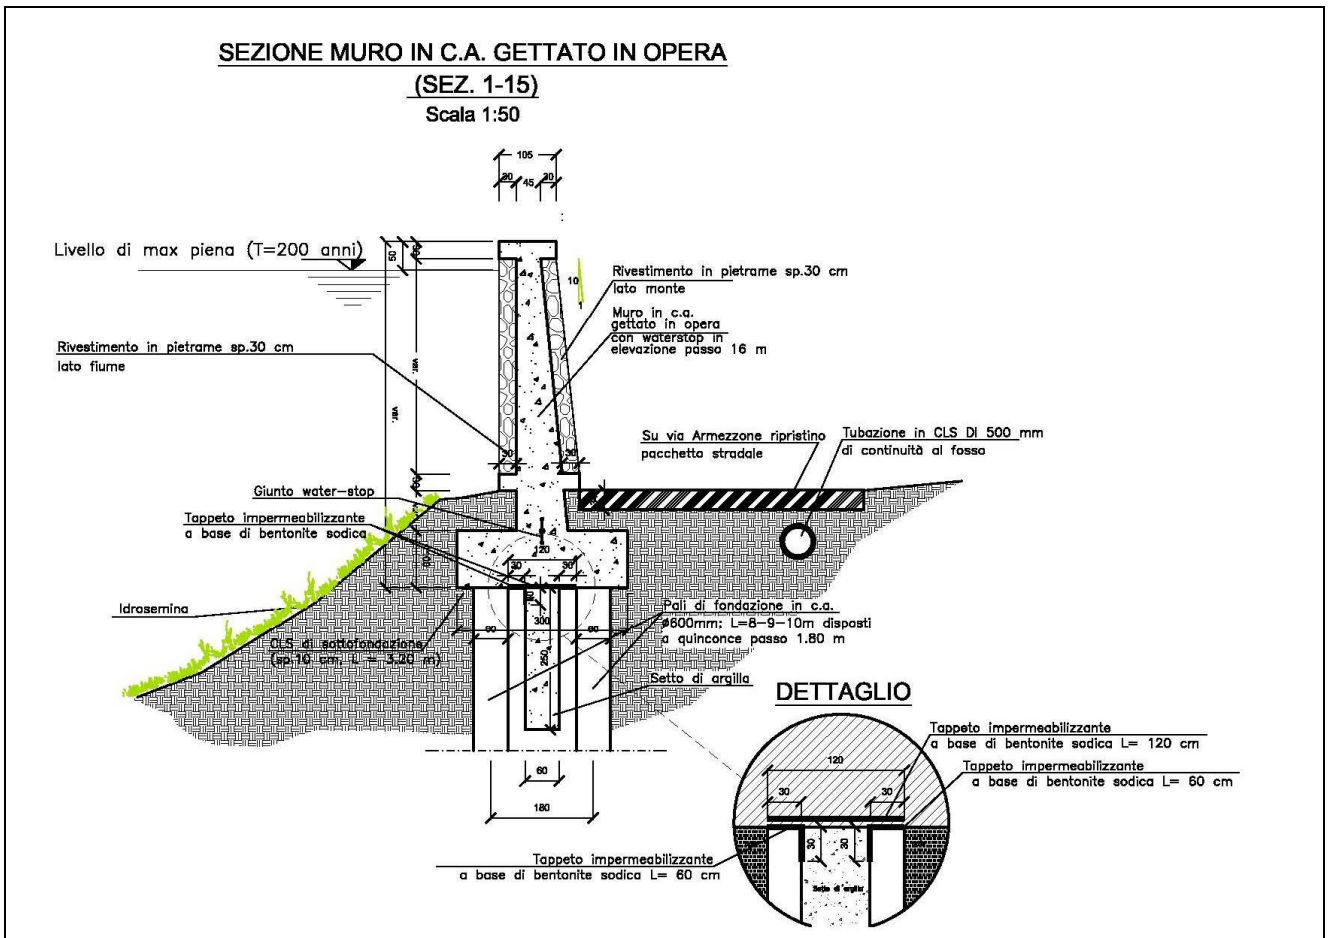 SEZIONE MURO IN C.A. GETTATO IN OPERA
(SEZ. 1-15)
Scala 1:50
105
30 45 30
Livello di max piena (T=200 anni)
50
10
1
Rivestimento in pietrame sp.30 cm
lato monte
Muro in c.a.
gettato in opera
con waterstop in
elevazione passo 16 m
Rivestimento in pietrame sp.30 cm
lato fiume
var.
var.
30
30
Su via Armezzone ripristino
pacchetto stradale
Tubazione in CLS DI 500 mm
di continuità al fosso
Giunto water-stop
Tappeto impermeabilizzante
a base di bentonite sodica
120
30
30
Idrosemina
300
60
60
250
CLS di sottofondazione
(sp.10 cm, L = 3.20 m)
Pali di fondazione in c.a.
ø600mm; L=8-9-10m disposti
a quinconce passo 1.80 m
Setto di argilla
60
180
DETTAGLIO
Tappeto impermeabilizzante
a base di bentonite sodica L= 120 cm
Tappeto impermeabilizzante
a base di bentonite sodica L= 60 cm
120
30
30
30
30
Setto di argilla
Tappeto impermeabilizzante
a base di bentonite sodica L= 60 cm